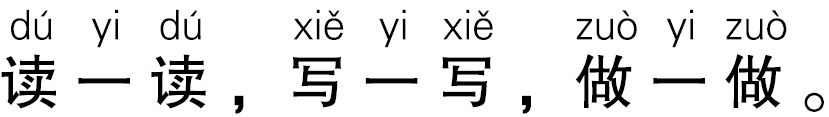 dú yi dú xiě yi xiě zuò yi zuò
读一读，写一写，做一做。